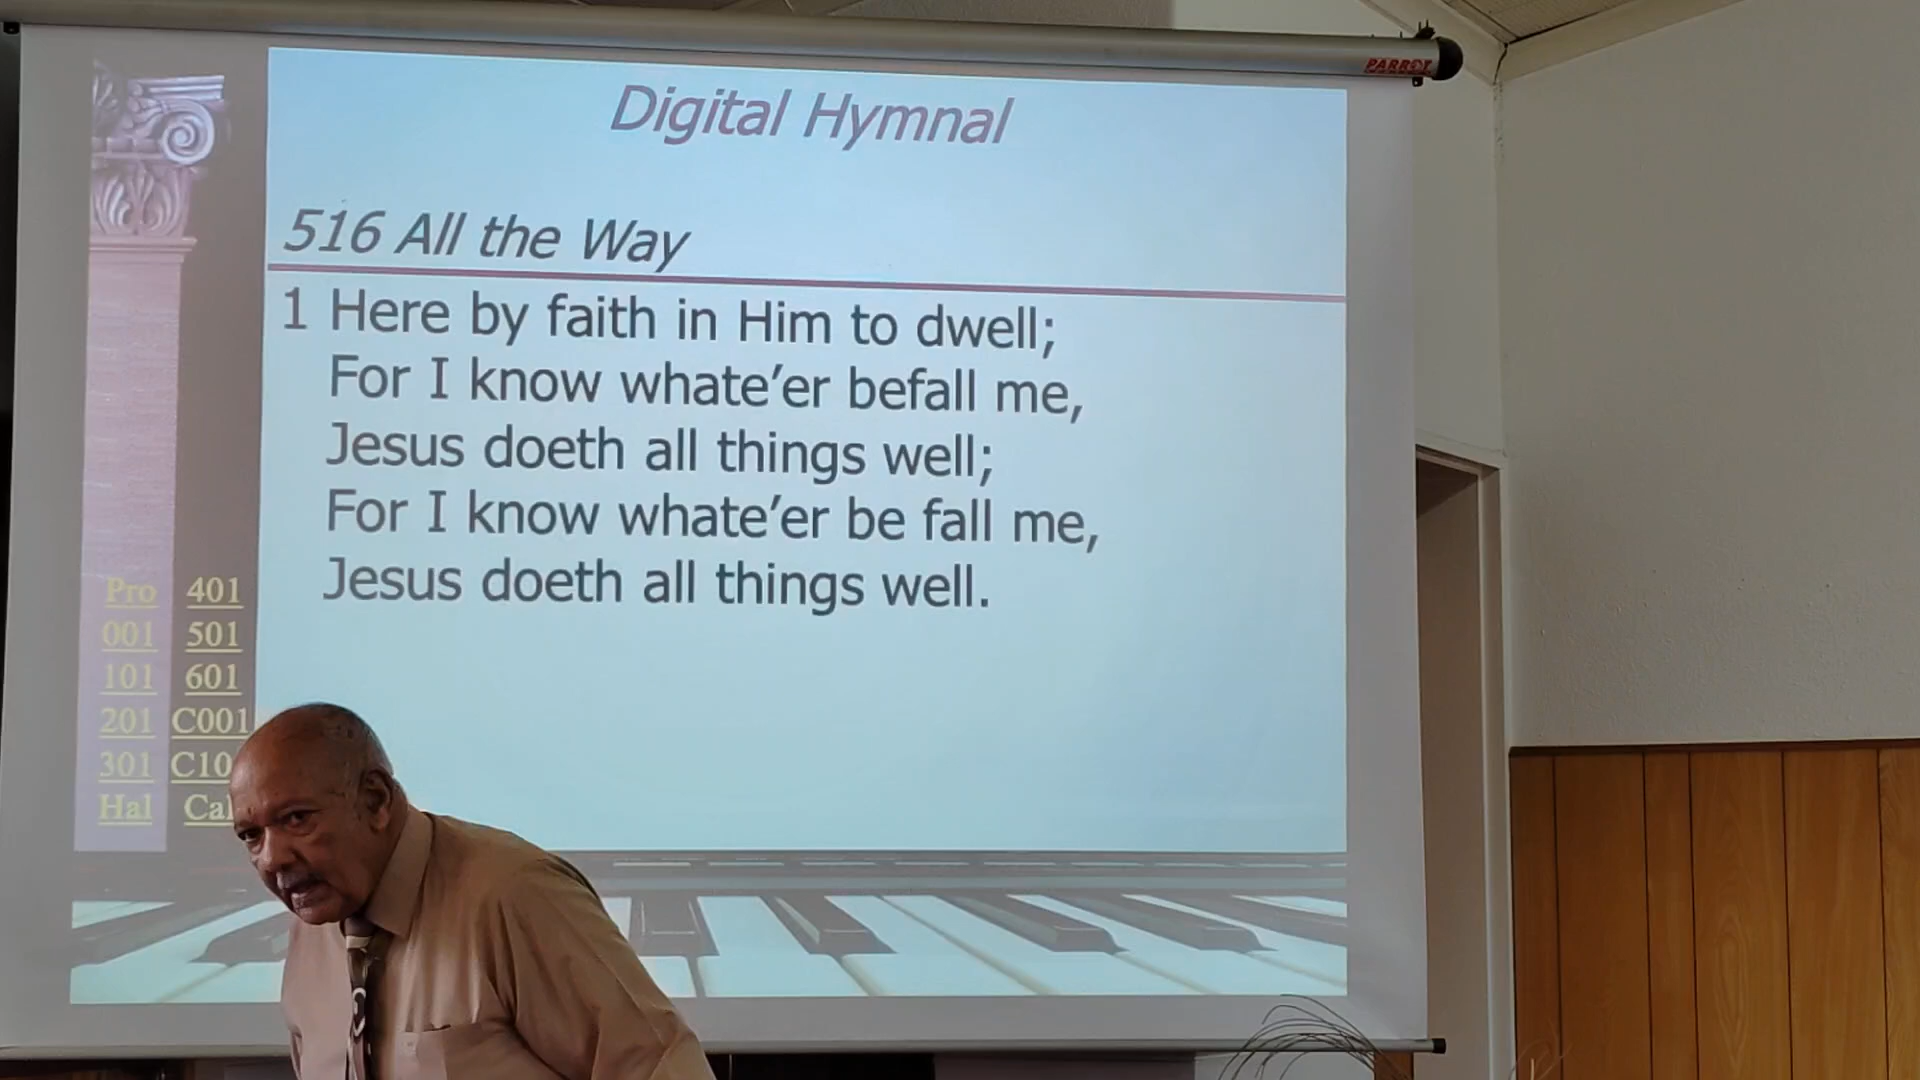 PARROT
Digital Hymnal
516 All the Way
1 Here by faith in Him to dwell;
For I know whate’er befall me,
Jesus doeth all things well;
For I know whate’er be fall me,
Jesus doeth all things well.
Pro 401
001 501
101 601
201 C001
301 C10
Hal Cal